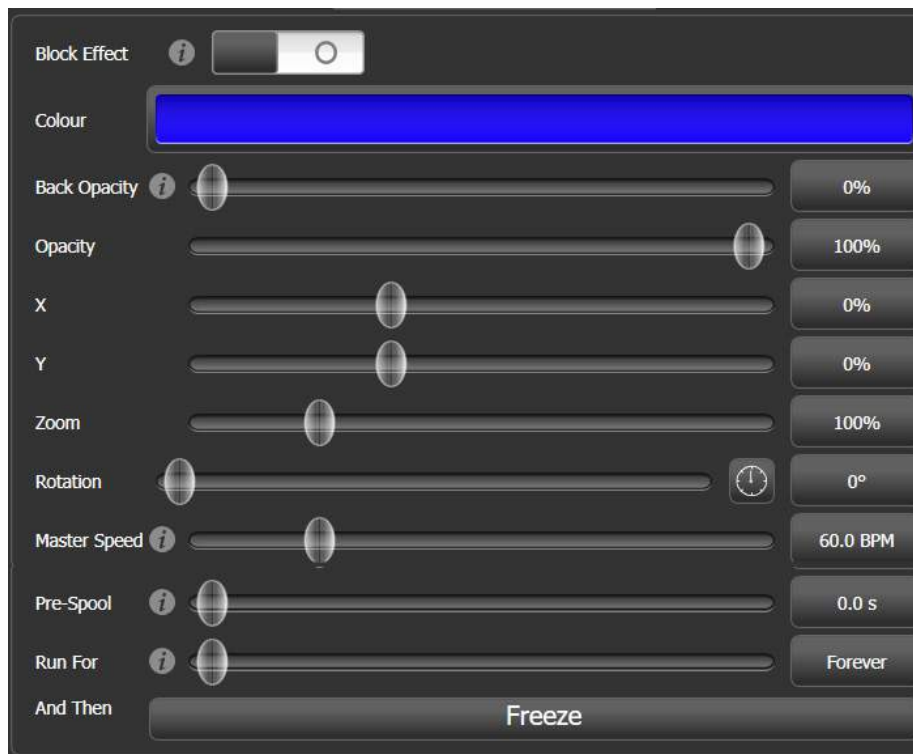 Block Effect i O
Colour
Back Opacity i 0%
Opacity 100%
X 0%
Y 0%
Zoom 100%
Rotation 0°
Master Speed i 60.0 BPM
Pre-Spool i 0.0 s
Run For i Forever
And Then Freeze